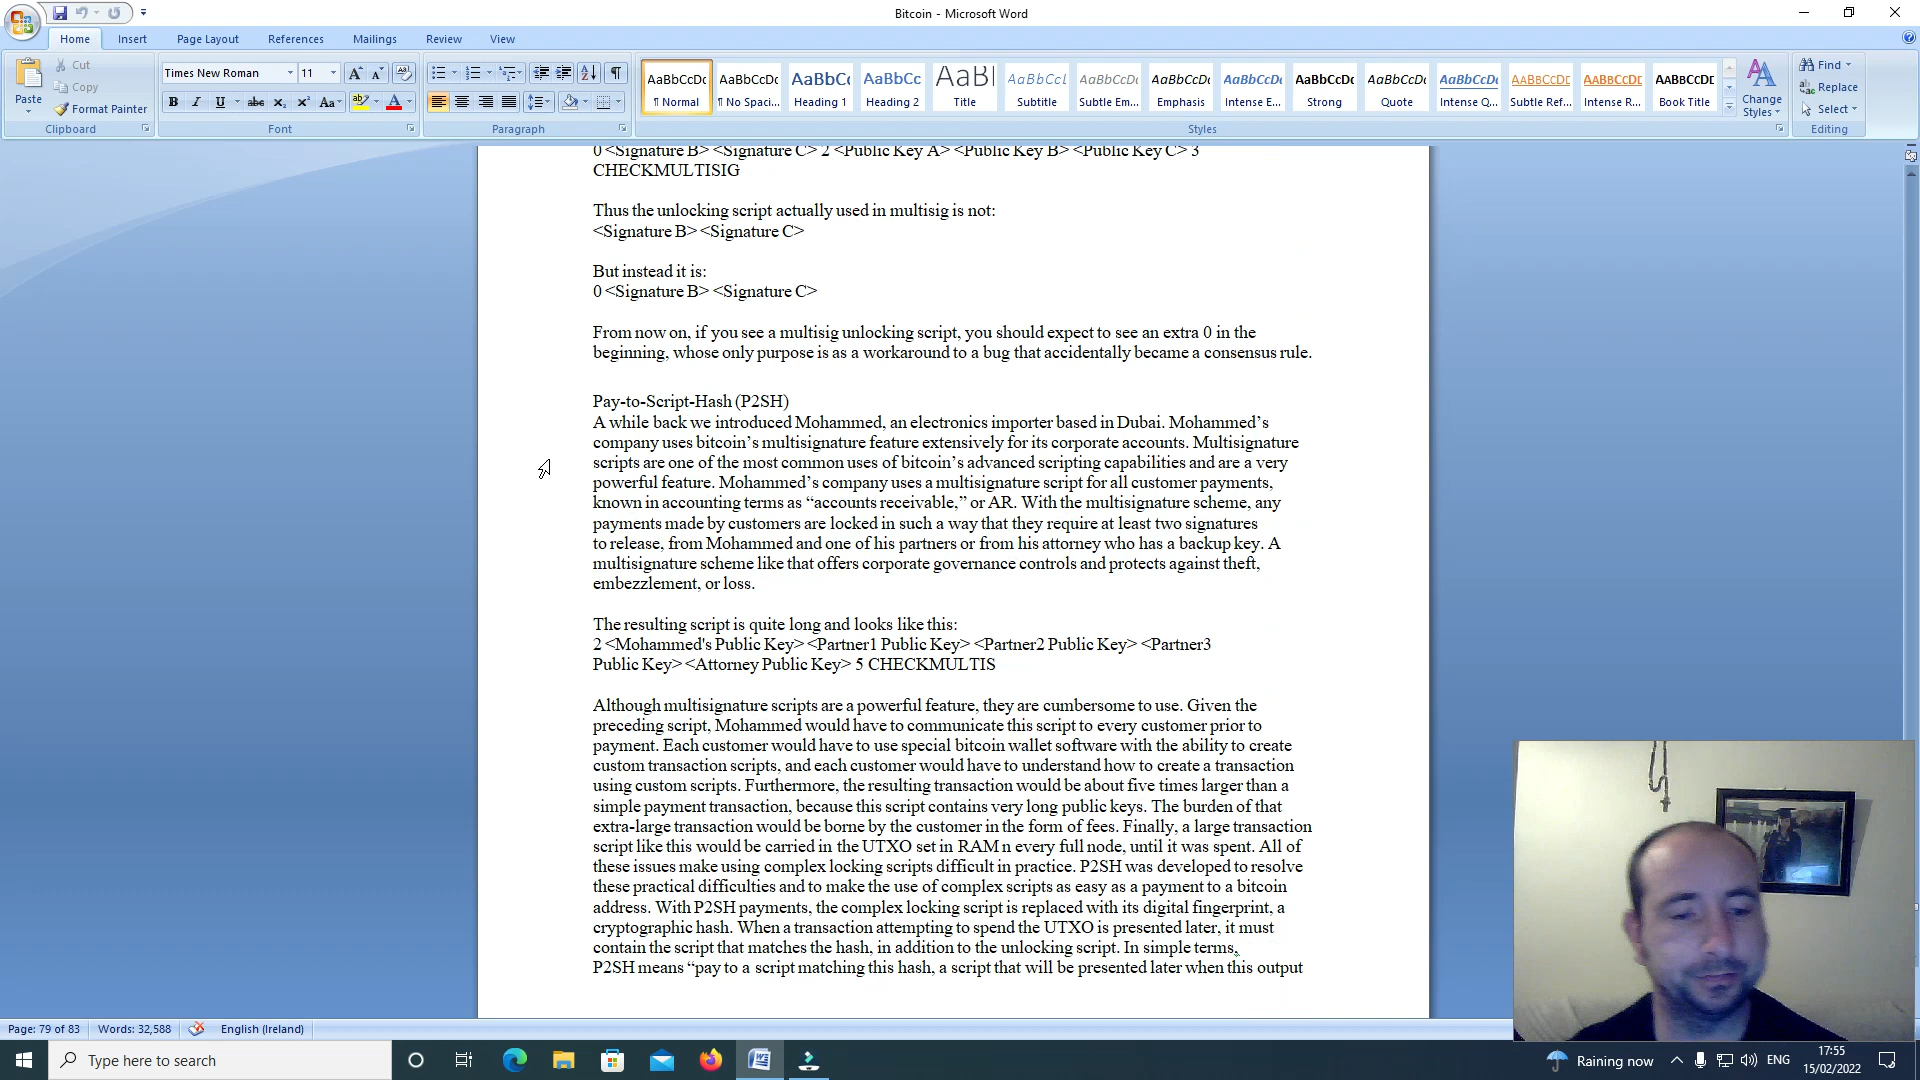 Bitcoin - Microsoft Word
Home Insert Page Layout References Mailings Review View
Paste
Cut
Copy
Format Painter
Clipboard
Times New Roman 11
Font
Paragraph
AaBbCcDc AaBbCcDc AaBbCc AaBbCc AaBl AaBbCcL AaBbCcDc AaBbCcDc AaBbCcDc AaBbCcDc AaBbCcDc AaBbCcDc AABBCCDE AABBCCDE AABBCCDE
¶ Normal ¶ No Spaci... Heading 1 Heading 2 Title Subtitle Subtle Em... Emphasis Intense E... Strong Quote Intense Q... Subtle Ref... Intense R... Book Title
Change Styles
Styles
Find
Replace
Select
Editing
0 <Signature B> <Signature C> 2 <Public Key A> <Public Key B> <Public Key C> 3
CHECKMULTISIG
Thus the unlocking script actually used in multisig is not:
<Signature B> <Signature C>
But instead it is:
0 <Signature B> <Signature C>
From now on, if you see a multisig unlocking script, you should expect to see an extra 0 in the
beginning, whose only purpose is as a workaround to a bug that accidentally became a consensus rule.
Pay-to-Script-Hash (P2SH)
A while back we introduced Mohammed, an electronics importer based in Dubai. Mohammed’s
company uses bitcoin’s multisignature feature extensively for its corporate accounts. Multisignature
scripts are one of the most common uses of bitcoin’s advanced scripting capabilities and are a very
powerful feature. Mohammed’s company uses a multisignature script for all customer payments,
known in accounting terms as “accounts receivable,” or AR. With the multisignature scheme, any
payments made by customers are locked in such a way that they require at least two signatures
to release, from Mohammed and one of his partners or from his attorney who has a backup key. A
multisignature scheme like that offers corporate governance controls and protects against theft,
embezzlement, or loss.
The resulting script is quite long and looks like this:
2 <Mohammed's Public Key> <Partner1 Public Key> <Partner2 Public Key> <Partner3
Public Key> <Attorney Public Key> 5 CHECKMULTIS
Although multisignature scripts are a powerful feature, they are cumbersome to use. Given the
preceding script, Mohammed would have to communicate this script to every customer prior to
payment. Each customer would have to use special bitcoin wallet software with the ability to create
custom transaction scripts, and each customer would have to understand how to create a transaction
using custom scripts. Furthermore, the resulting transaction would be about five times larger than a
simple payment transaction, because this script contains very long public keys. The burden of that
extra-large transaction would be borne by the customer in the form of fees. Finally, a large transaction
script like this would be carried in the UTXO set in RAM n every full node, until it was spent. All of
these issues make using complex locking scripts difficult in practice. P2SH was developed to resolve
these practical difficulties and to make the use of complex scripts as easy as a payment to a bitcoin
address. With P2SH payments, the complex locking script is replaced with its digital fingerprint, a
cryptographic hash. When a transaction attempting to spend the UTXO is presented later, it must
contain the script that matches the hash, in addition to the unlocking script. In simple terms,
P2SH means “pay to a script matching this hash, a script that will be presented later when this output
Page: 79 of 83 Words: 32,588 English (Ireland)
Type here to search
Raining now ENG
17:55
15/02/2022